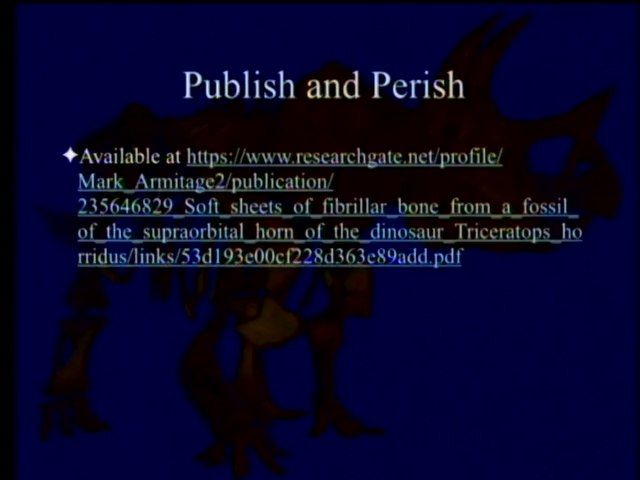 Publish and Perish
✦Available at https://www.researchgate.net/profile/
Mark_Armitage2/publication/
235646829_Soft_sheets_of_fibrillar_bone_from_a_fossil_
of_the_supraorbital_horn_of_the_dinosaur_Triceratops_ho
rridus/links/53d193e00cf228d363e89add.pdf